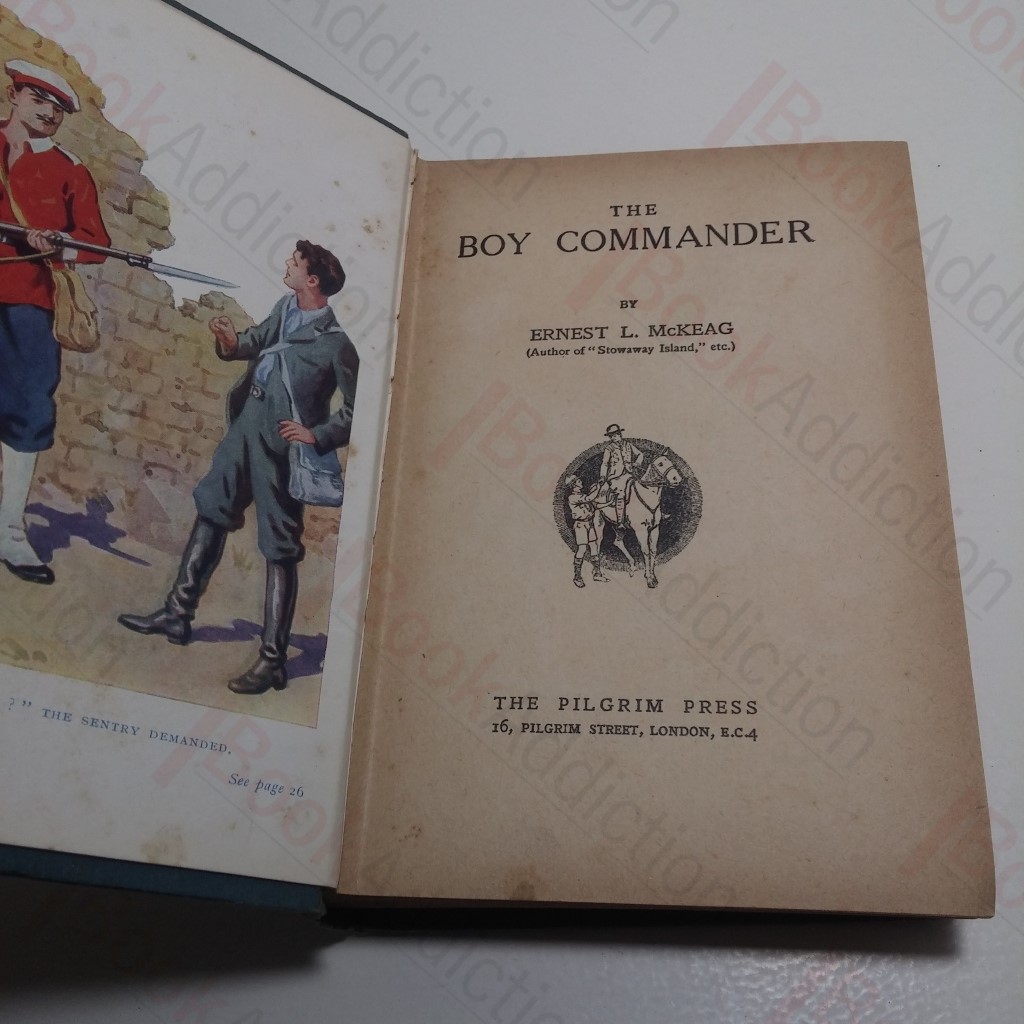 ?" THE SENTRY DEMANDED.
See page 26
THE
BOY COMMANDER
BY
ERNEST L. McKEAG
(Author of "Stowaway Island," etc.)
THE PILGRIM PRESS
16, PILGRIM STREET, LONDON, E.C.4
BookAddiction